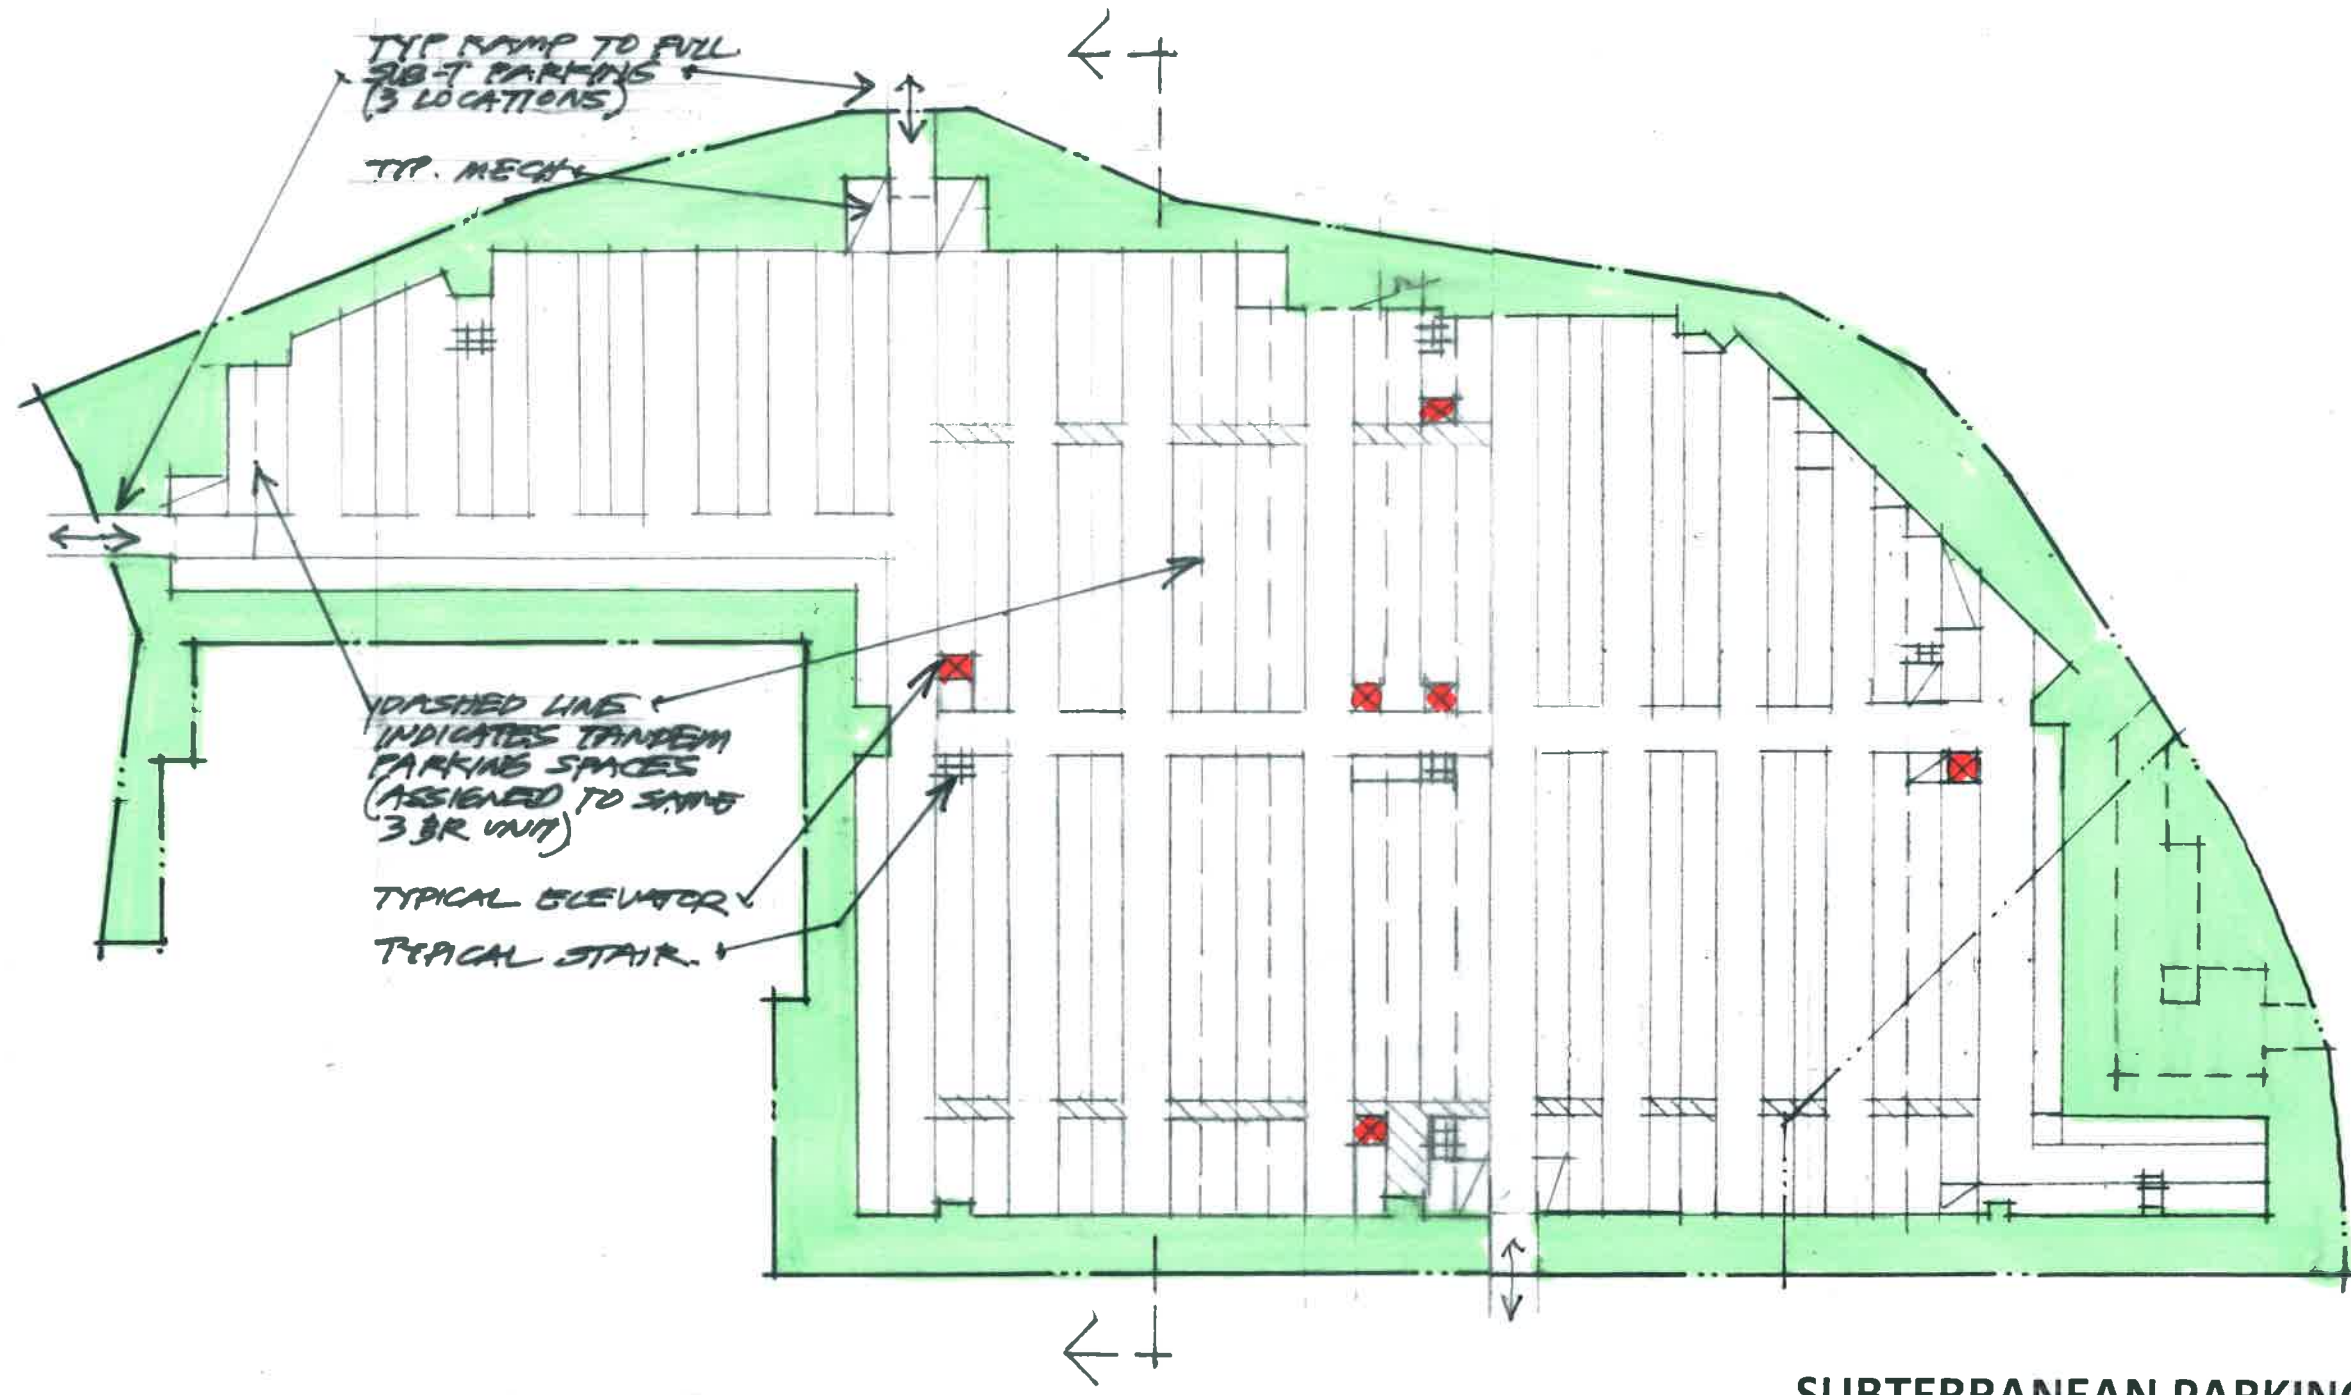 TYP RAMP TO FULL
SUB-T PARKING
(3 LOCATIONS)
TYP. MECH.
DASHED LINE
INDICATES TANDEM
PARKING SPACES
(ASSIGNED TO SAME
3 BR UNIT)
TYPICAL ELEVATOR
TYPICAL STAIR.
SUBTERRANEAN PARKING